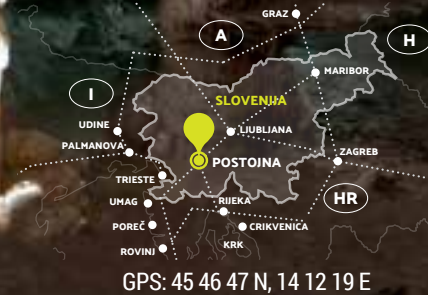 GRAZ
A
H
MARIBOR
I
SLOVENIJA
UDINE
LJUBLJANA
PALMANOVA
ZAGREB
POSTOJNA
TRIESTE
HR
UMAG
RIJEKA
POREČ
CRIKVENICA
KRK
ROVINJ
GPS: 45 46 47 N, 14 12 19 E